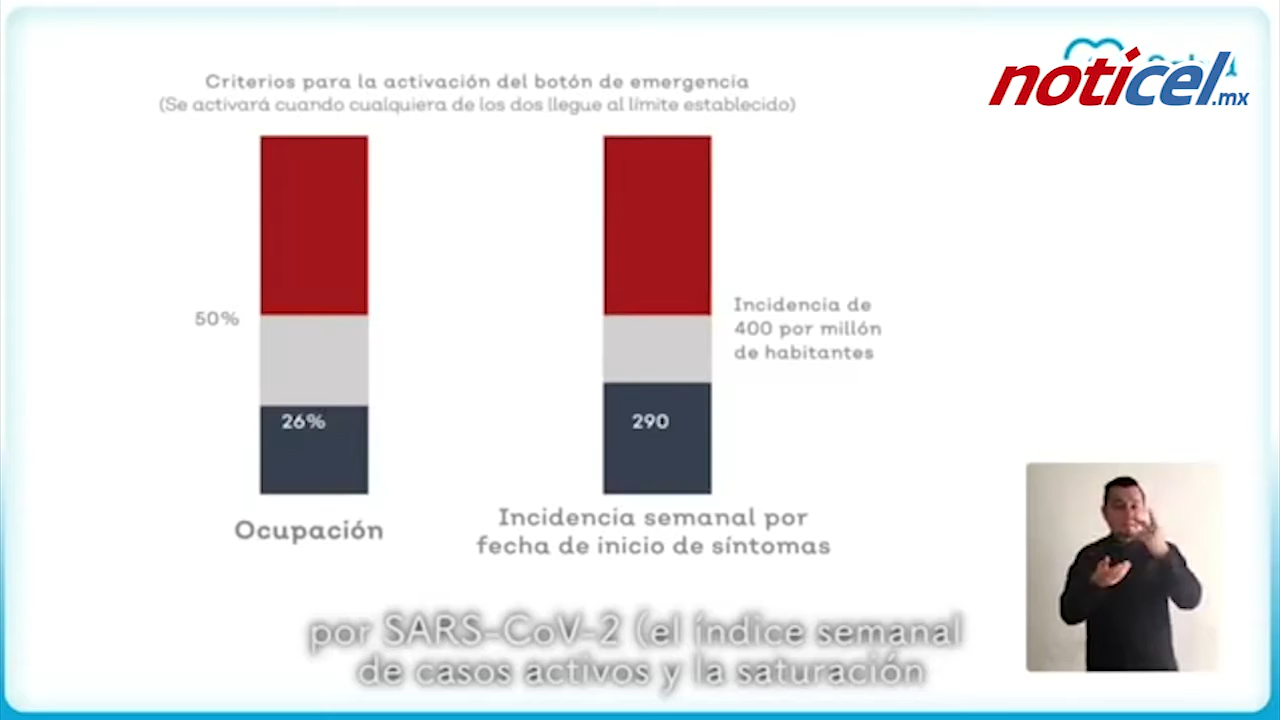 Criterios para la activación del botón de emergencia
(Se activará cuando cualquiera de los dos llegue al límite establecido)
noticel.mx
50%
26%
Ocupación
290
Incidencia de
400 por millón
de habitantes
Incidencia semanal por
fecha de inicio de síntomas
por SARS-CoV-2 (el índice semanal
de casos activos y la saturación